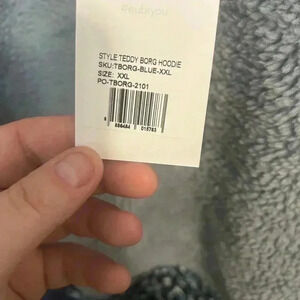 STYLE:TEDDY BORG HOODIE
SKU:TBORG-BLUE-XXL
SIZE: XXL
PO-TBORG-2101